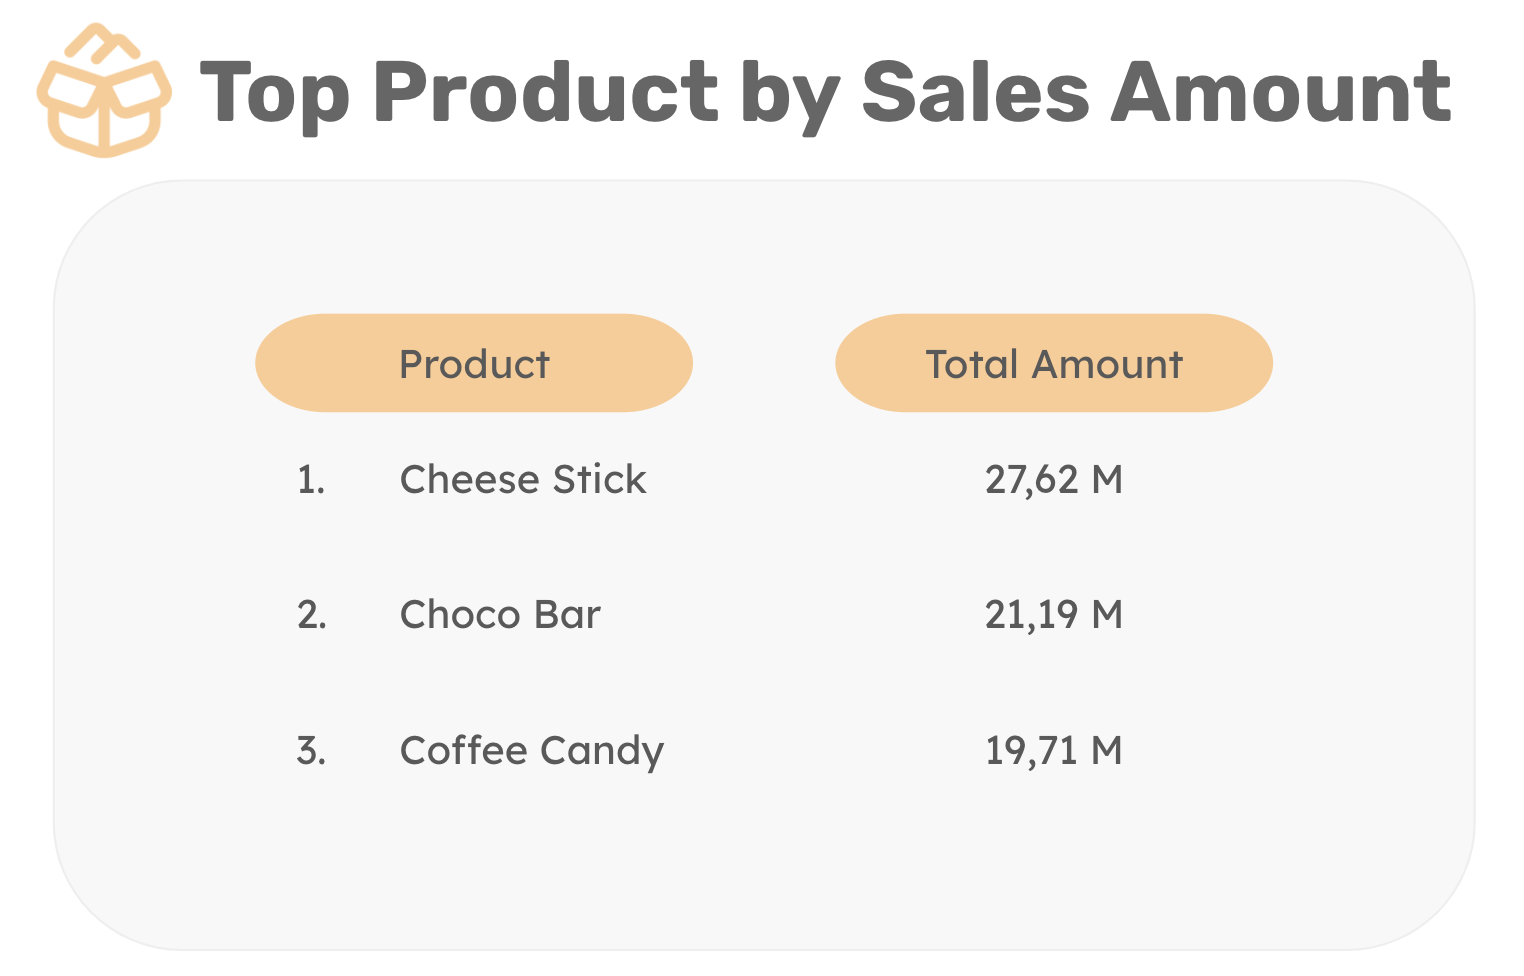 Top Product by Sales Amount
Product Total Amount
1. Cheese Stick 27,62 M
2. Choco Bar 21,19 M
3. Coffee Candy 19,71 M